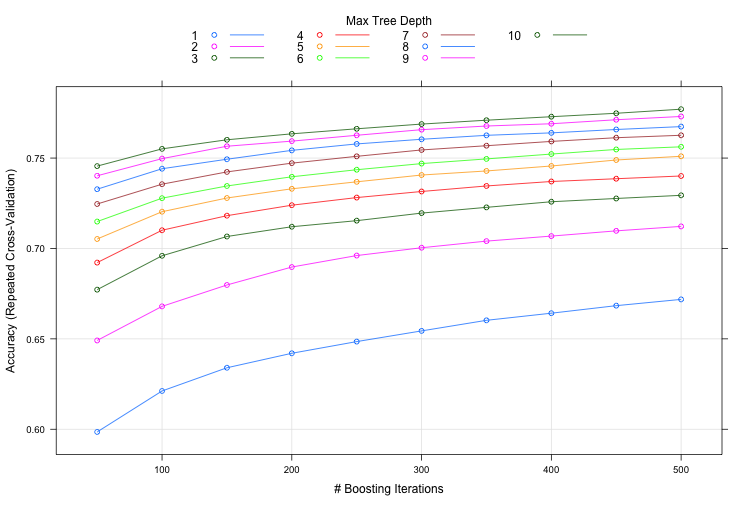 Max Tree Depth
1 4 7 10
2 5 8
3 6 9
Accuracy (Repeated Cross-Validation)
0.75
0.70
0.65
0.60
100 200 300 400 500
# Boosting Iterations